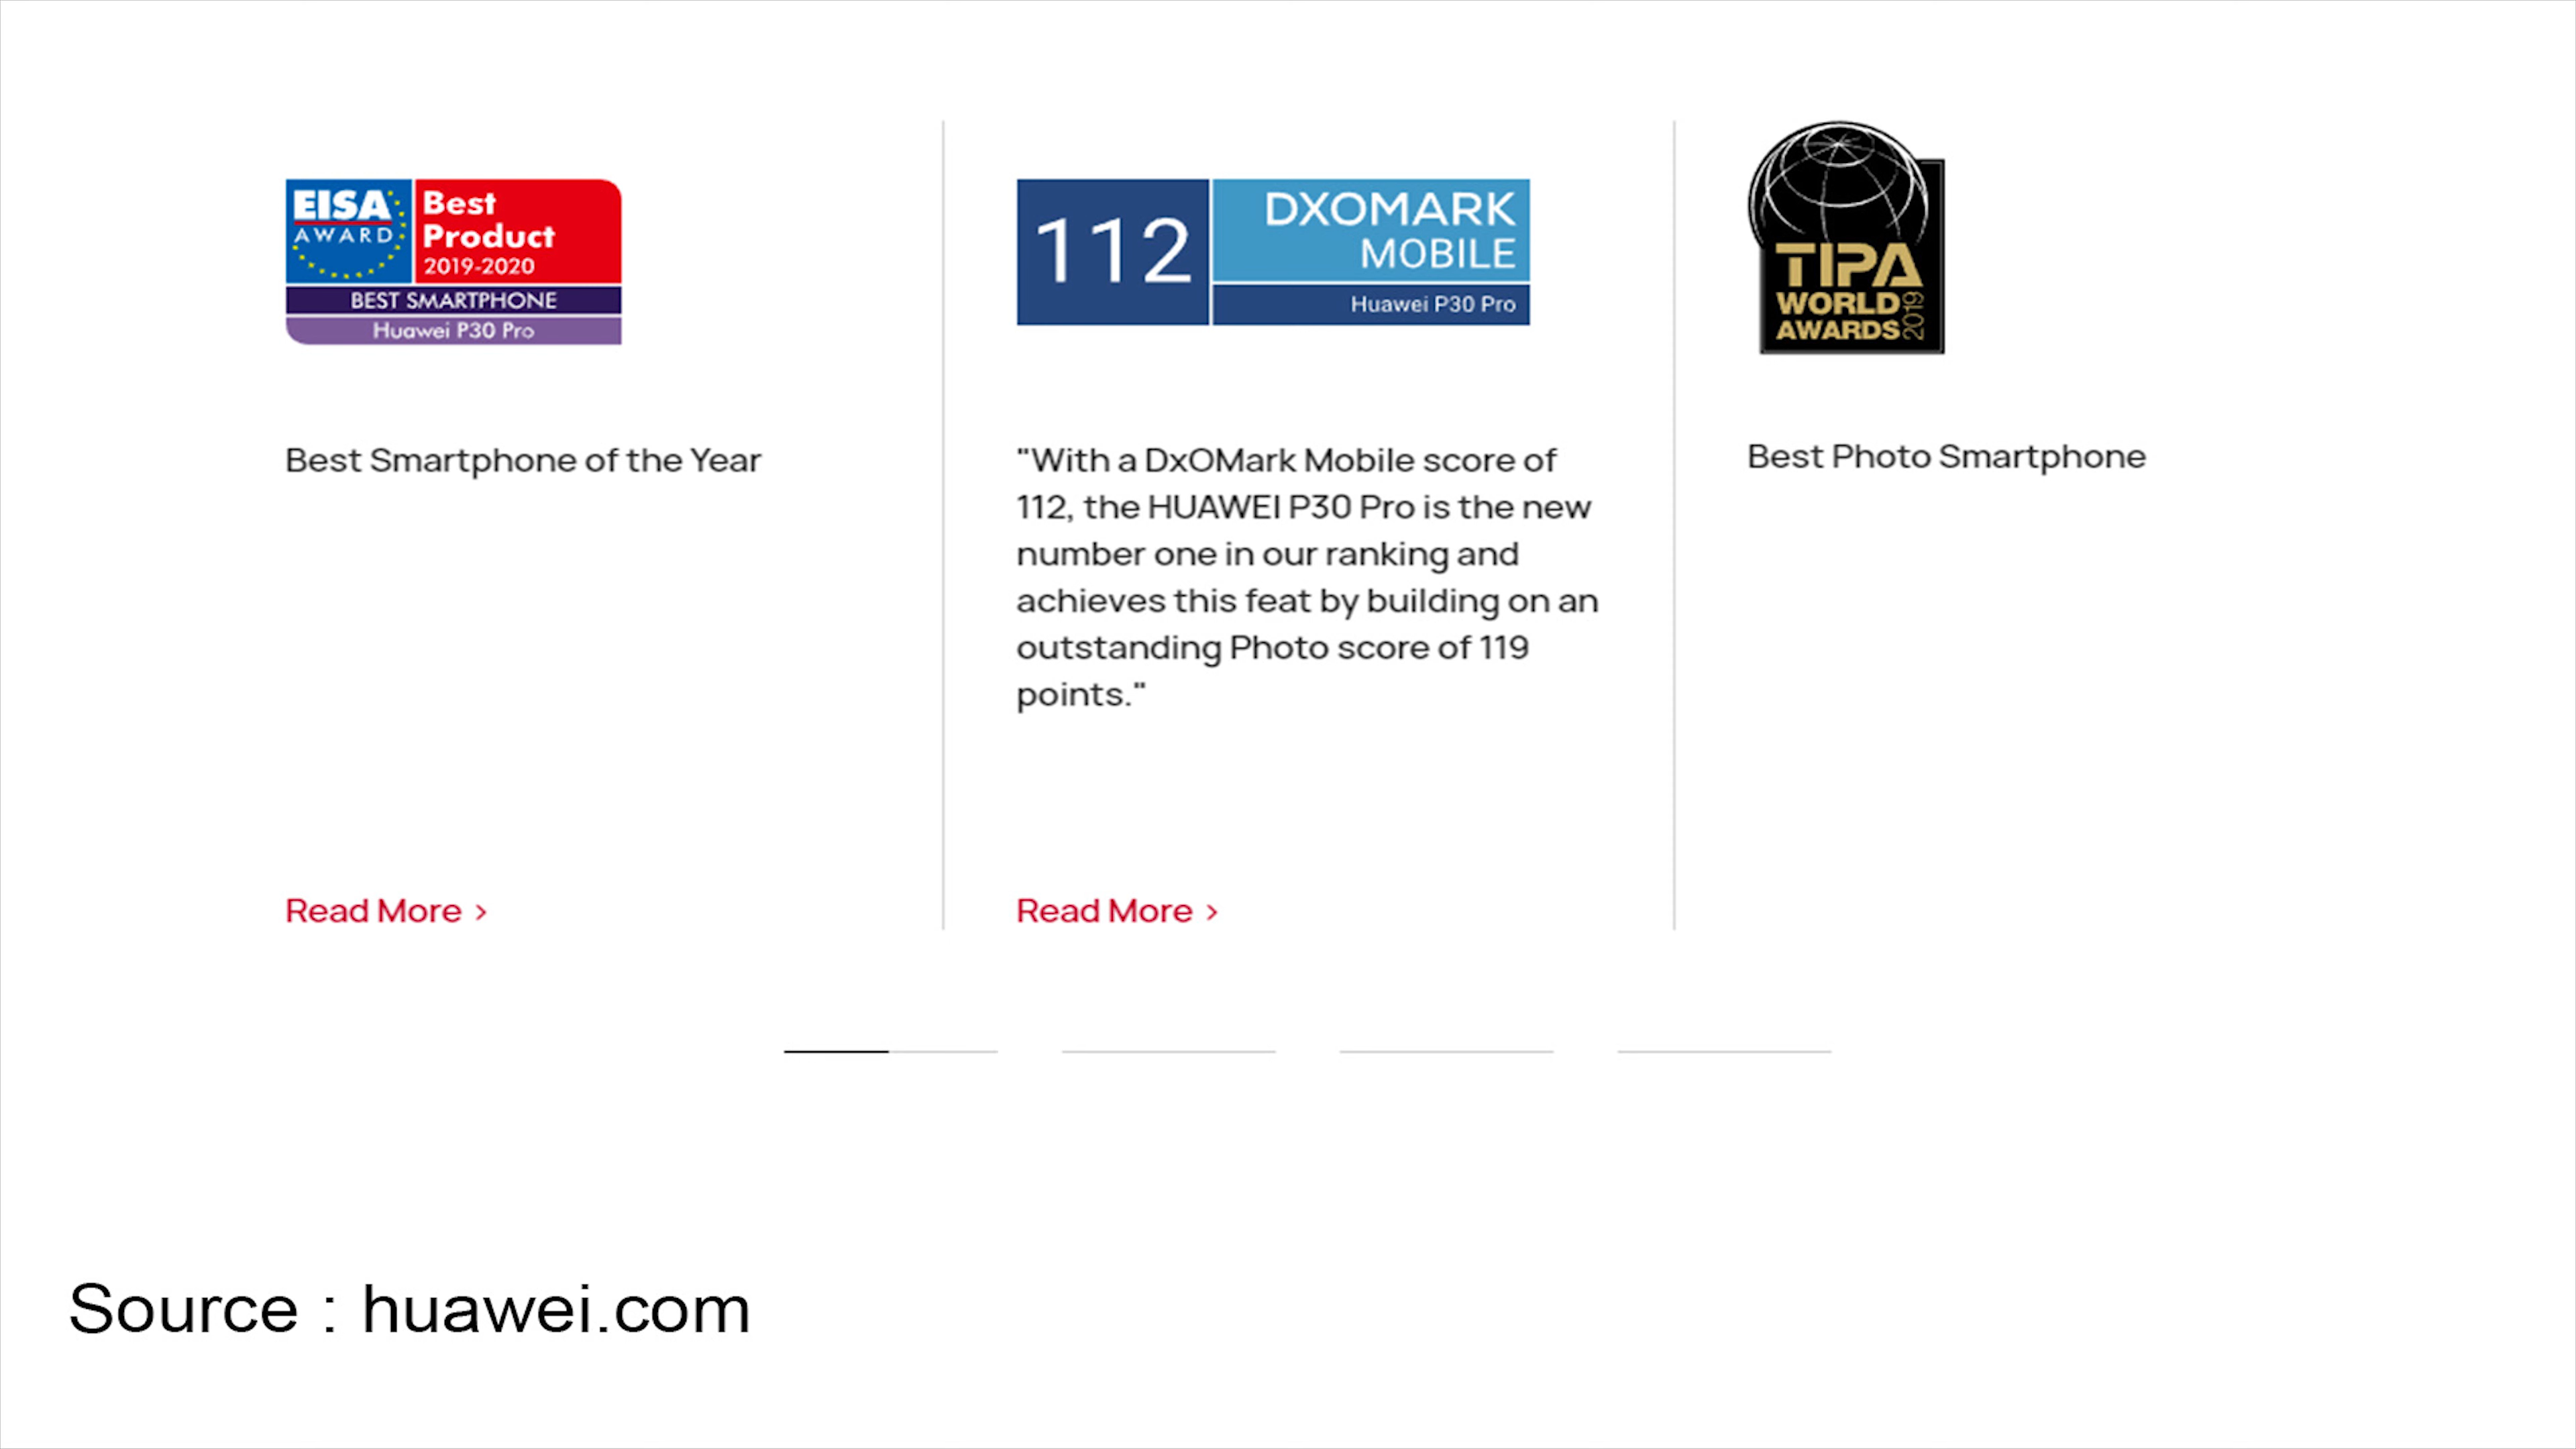 EISA
AWARD
Best
Product
2019-2020
BEST SMARTPHONE
Huawei P30 Pro
Best Smartphone of the Year
Read More >
112
DXOMARK
MOBILE
Huawei P30 Pro
"With a DxOMark Mobile score of
112, the HUAWEI P30 Pro is the new
number one in our ranking and
achieves this feat by building on an
outstanding Photo score of 119
points."
Read More >
TIPA
WORLD
AWARDS
2019
Best Photo Smartphone
Source : huawei.com